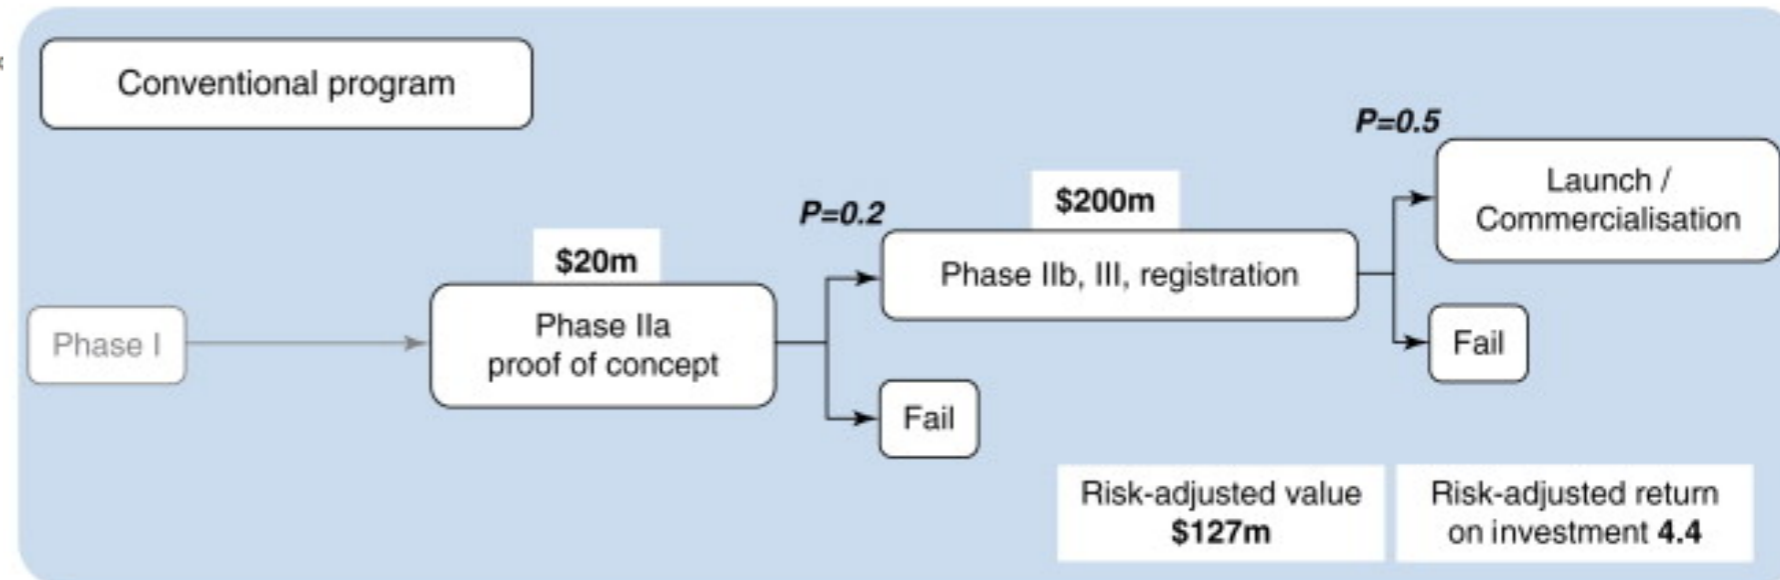 Conventional program
P=0.5
Launch /
Commercialisation
$200m
P=0.2
Phase IIb, III, registration
$20m
Phase IIa
proof of concept
Phase I
Fail
Fail
Risk-adjusted value
$127m
Risk-adjusted return
on investment 4.4